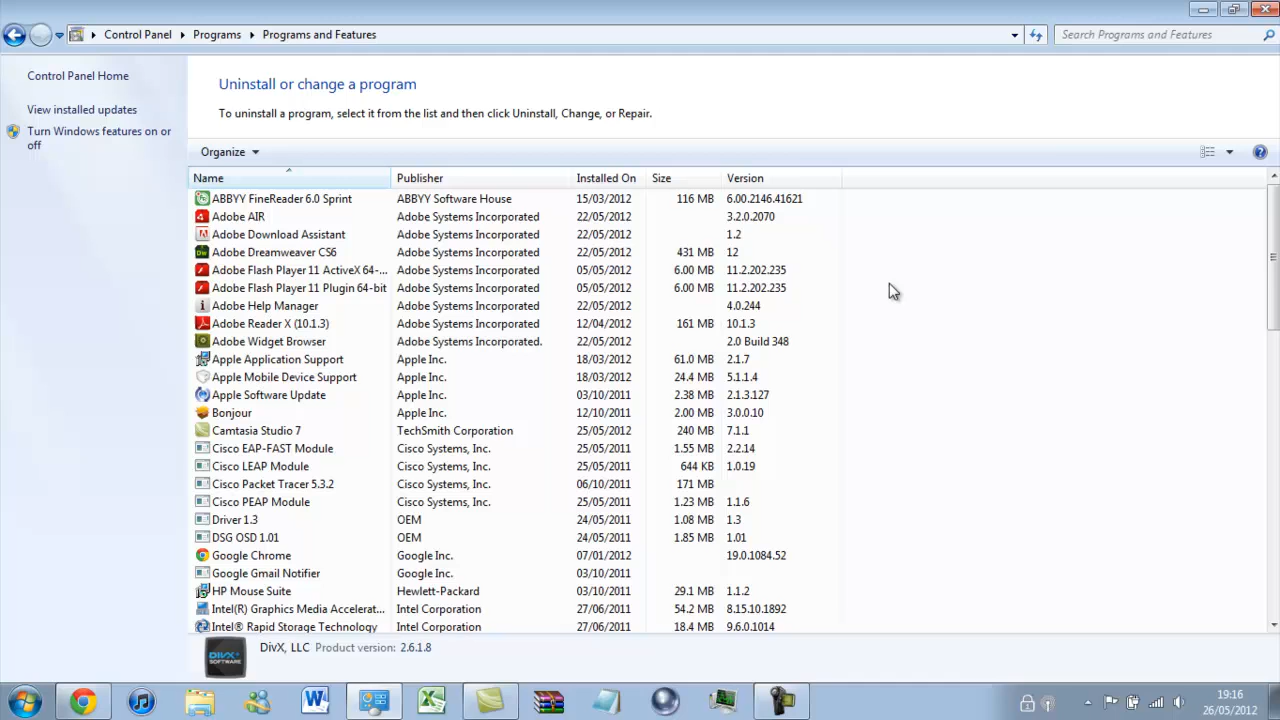 Control Panel Programs Programs and Features Search Programs and Features
Control Panel Home
View installed updates
Turn Windows features on or
off
Uninstall or change a program
To uninstall a program, select it from the list and then click Uninstall, Change, or Repair.
Organize
Name Publisher Installed On Size Version
ABBYY FineReader 6.0 Sprint ABBYY Software House 15/03/2012 116 MB 6.00.2146.41621
Adobe AIR Adobe Systems Incorporated 22/05/2012 3.2.0.2070
Adobe Download Assistant Adobe Systems Incorporated 22/05/2012 1.2
Adobe Dreamweaver CS6 Adobe Systems Incorporated 22/05/2012 431 MB 12
Adobe Flash Player 11 ActiveX 64-... Adobe Systems Incorporated 05/05/2012 6.00 MB 11.2.202.235
Adobe Flash Player 11 Plugin 64-bit Adobe Systems Incorporated 05/05/2012 6.00 MB 11.2.202.235
Adobe Help Manager Adobe Systems Incorporated 22/05/2012 4.0.244
Adobe Reader X (10.1.3) Adobe Systems Incorporated 12/04/2012 161 MB 10.1.3
Adobe Widget Browser Adobe Systems Incorporated. 22/05/2012 2.0 Build 348
Apple Application Support Apple Inc. 18/03/2012 61.0 MB 2.1.7
Apple Mobile Device Support Apple Inc. 18/03/2012 24.4 MB 5.1.1.4
Apple Software Update Apple Inc. 03/10/2011 2.38 MB 2.1.3.127
Bonjour Apple Inc. 12/10/2011 2.00 MB 3.0.0.10
Camtasia Studio 7 TechSmith Corporation 25/05/2012 240 MB 7.1.1
Cisco EAP-FAST Module Cisco Systems, Inc. 25/05/2011 1.55 MB 2.2.14
Cisco LEAP Module Cisco Systems, Inc. 25/05/2011 644 KB 1.0.19
Cisco Packet Tracer 5.3.2 Cisco Systems, Inc. 06/10/2011 171 MB
Cisco PEAP Module Cisco Systems, Inc. 25/05/2011 1.23 MB 1.1.6
Driver 1.3 OEM 24/05/2011 1.08 MB 1.3
DSG OSD 1.01 OEM 24/05/2011 1.85 MB 1.01
Google Chrome Google Inc. 07/01/2012 19.0.1084.52
Google Gmail Notifier Google Inc. 03/10/2011
HP Mouse Suite Hewlett-Packard 03/10/2011 29.1 MB 1.1.2
Intel(R) Graphics Media Accelerat... Intel Corporation 27/06/2011 54.2 MB 8.15.10.1892
Intel® Rapid Storage Technology Intel Corporation 27/06/2011 18.4 MB 9.6.0.1014
DIVX
SOFTWARE
DivX, LLC Product version: 2.6.1.8
19:16
26/05/2012